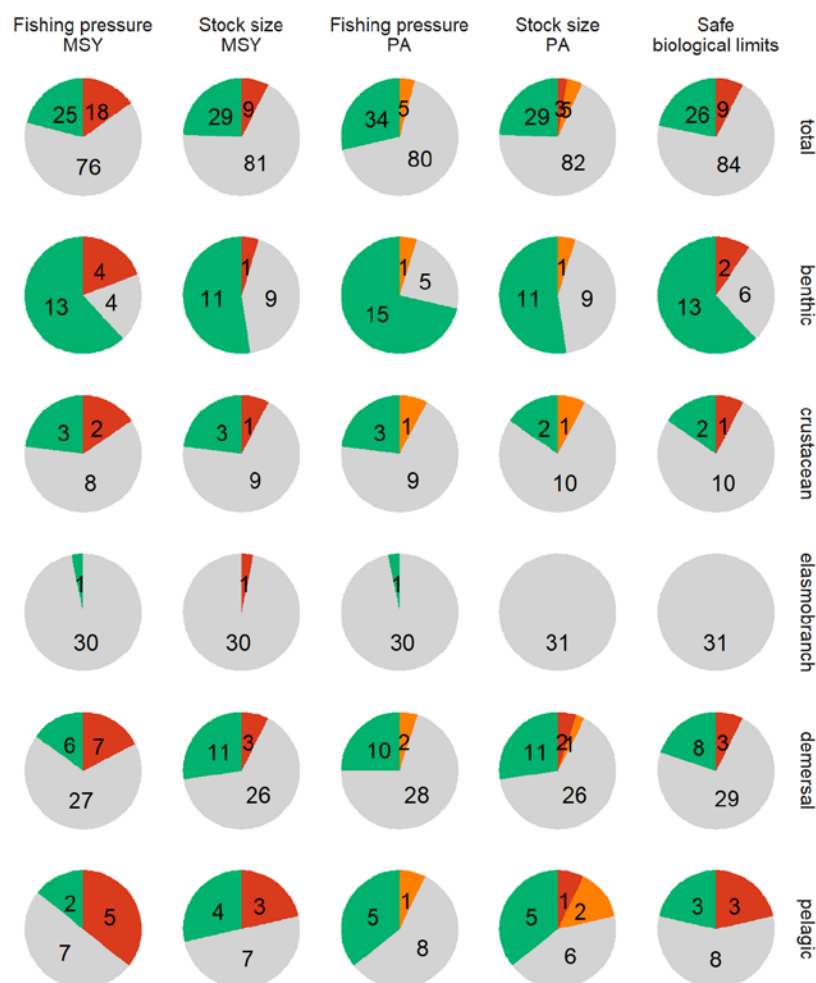 Fishing pressure MSY
Stock size MSY
Fishing pressure PA
Stock size PA
Safe biological limits
25 18 76
29 9 81
34 5 80
29 3 5 82
26 9 84
total
13 4 4
11 1 9
15 1 5
11 1 9
13 2 6
benthic
3 2 8
3 1 9
3 1 9
2 1 10
2 1 10
crustacean
1 30
1 30
1 30
31
31
elasmobranch
6 7 27
11 3 26
10 2 28
11 2 1 26
8 3 29
demersal
2 5 7
4 3 7
5 1 8
5 1 2 6
3 3 8
pelagic